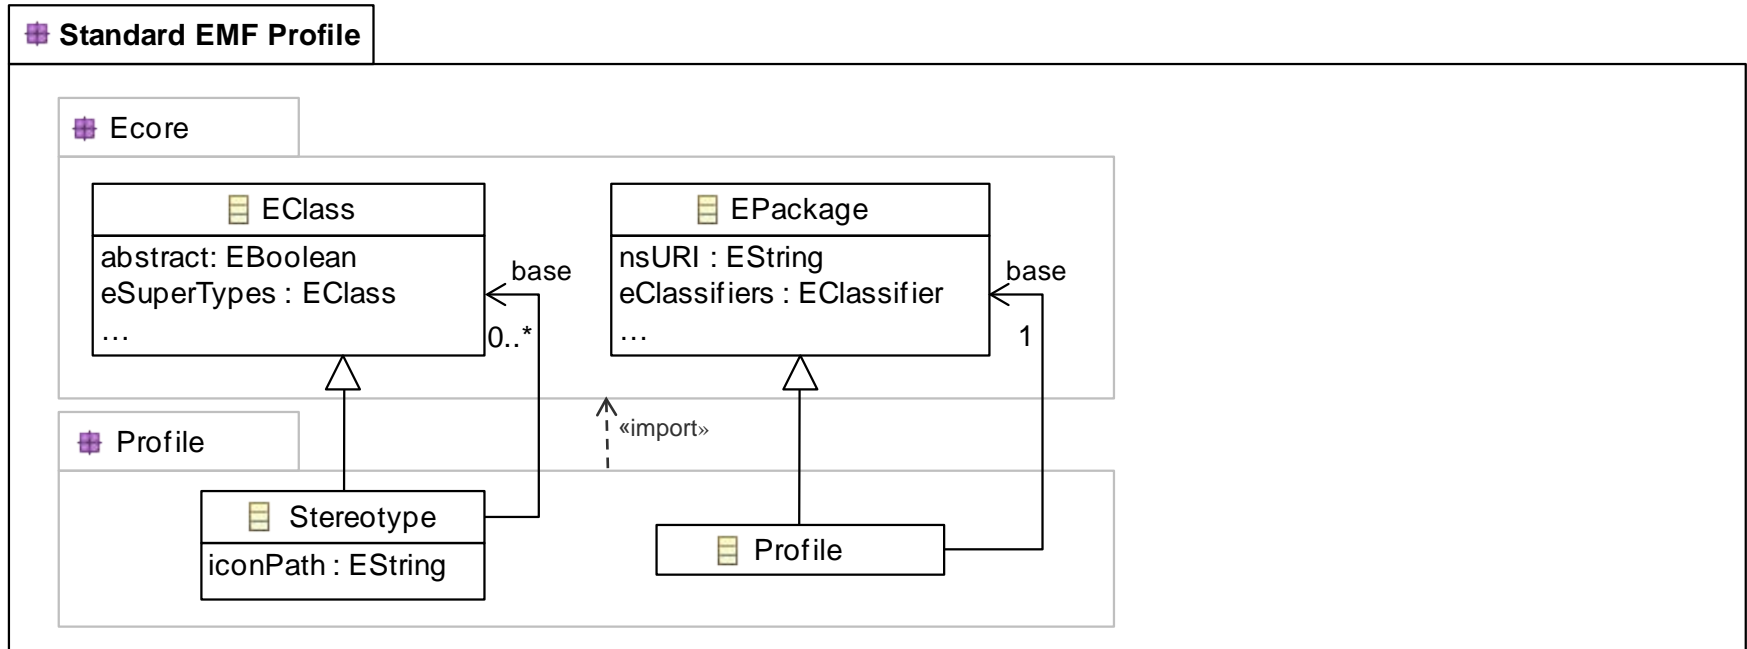 Standard EMF Profile
Ecore
EClass
abstract: EBoolean
eSuperTypes : EClass
…
base
0..*
EPackage
nsURI : EString
eClassifiers : EClassifier
…
base
1
«import»
Profile
Stereotype
iconPath : EString
Profile